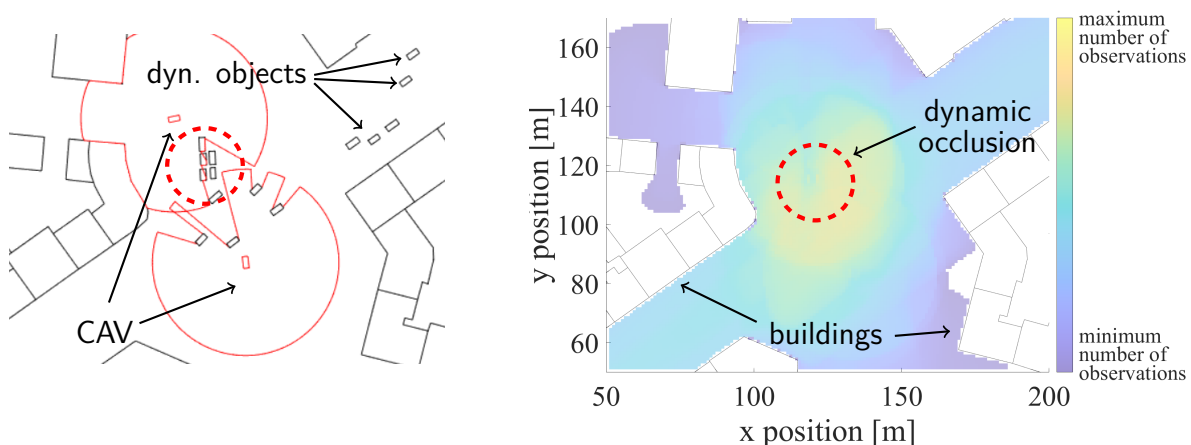 dyn. objects
CAV
160
140
120
100
80
60
y position [m]
50
100
150
200
x position [m]
dynamic
occlusion
buildings
maximum
number of
observations
minimum
number of
observations